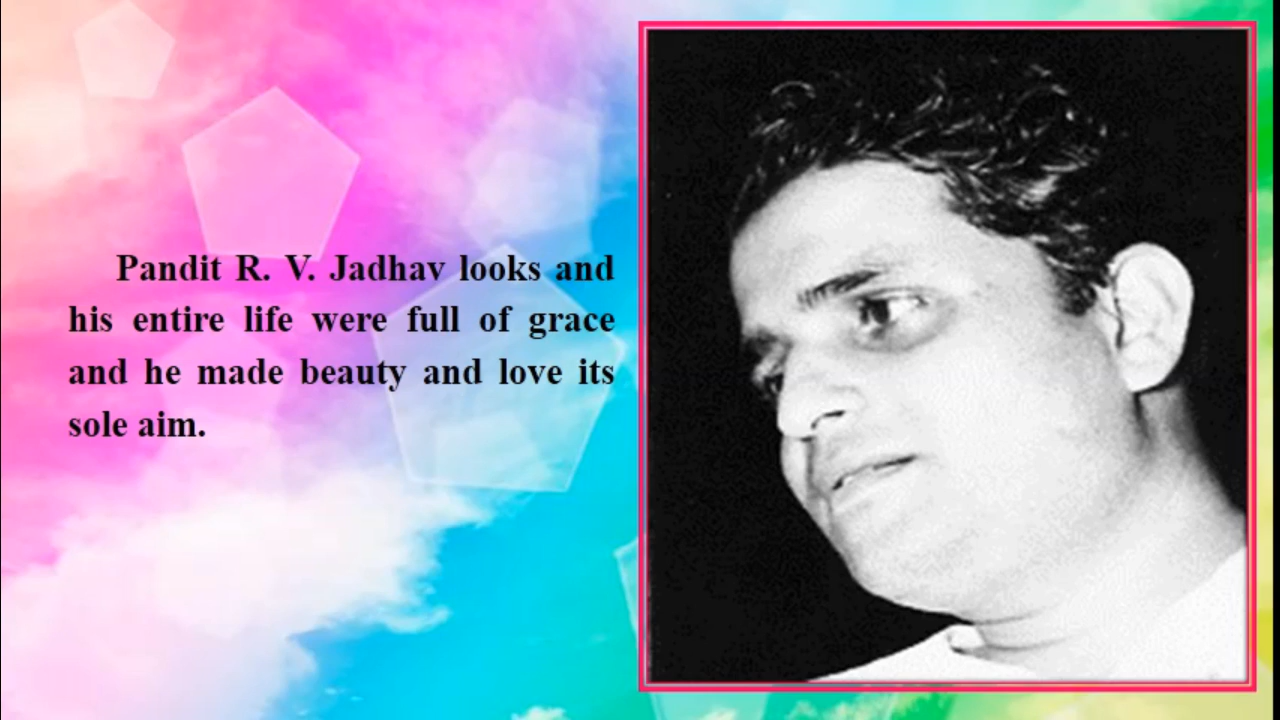 Pandit R. V. Jadhav looks and
his entire life were full of grace
and he made beauty and love its
sole aim.